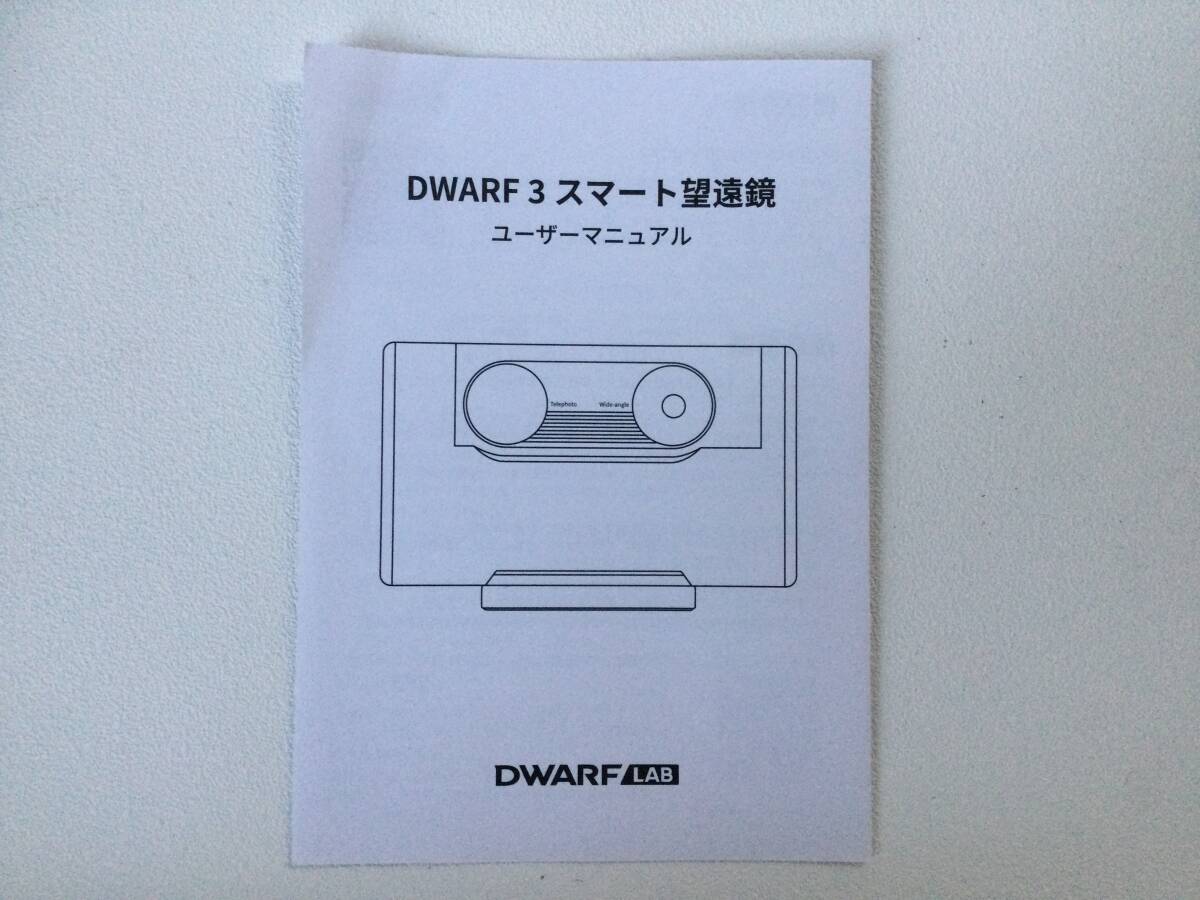 DWARF 3 スマート望遠鏡
ユーザーマニュアル
Telephoto Wide-angle
DWARF LAB